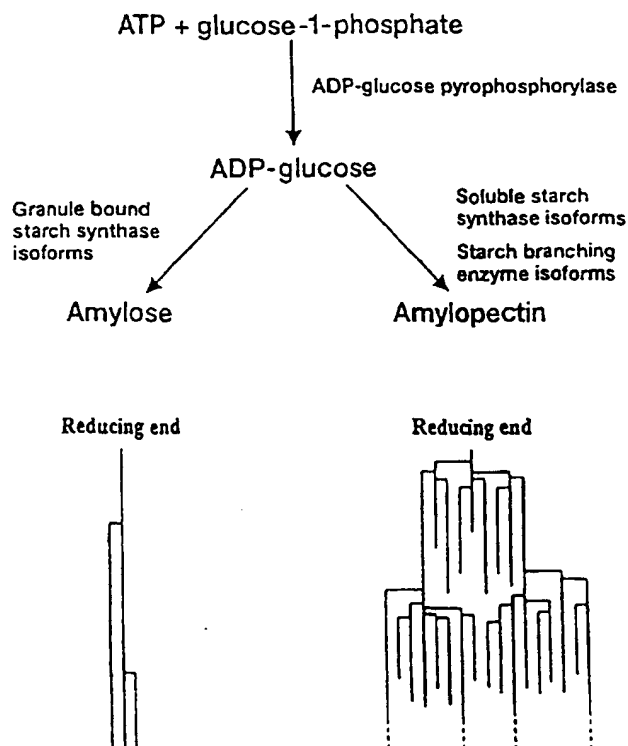 ATP + glucose-1-phosphate
ADP-glucose pyrophosphorylase
ADP-glucose
Granule bound
starch synthase
isoforms
Soluble starch
synthase isoforms
Starch branching
enzyme isoforms
Amylose
Amylopectin
Reducing end
Reducing end